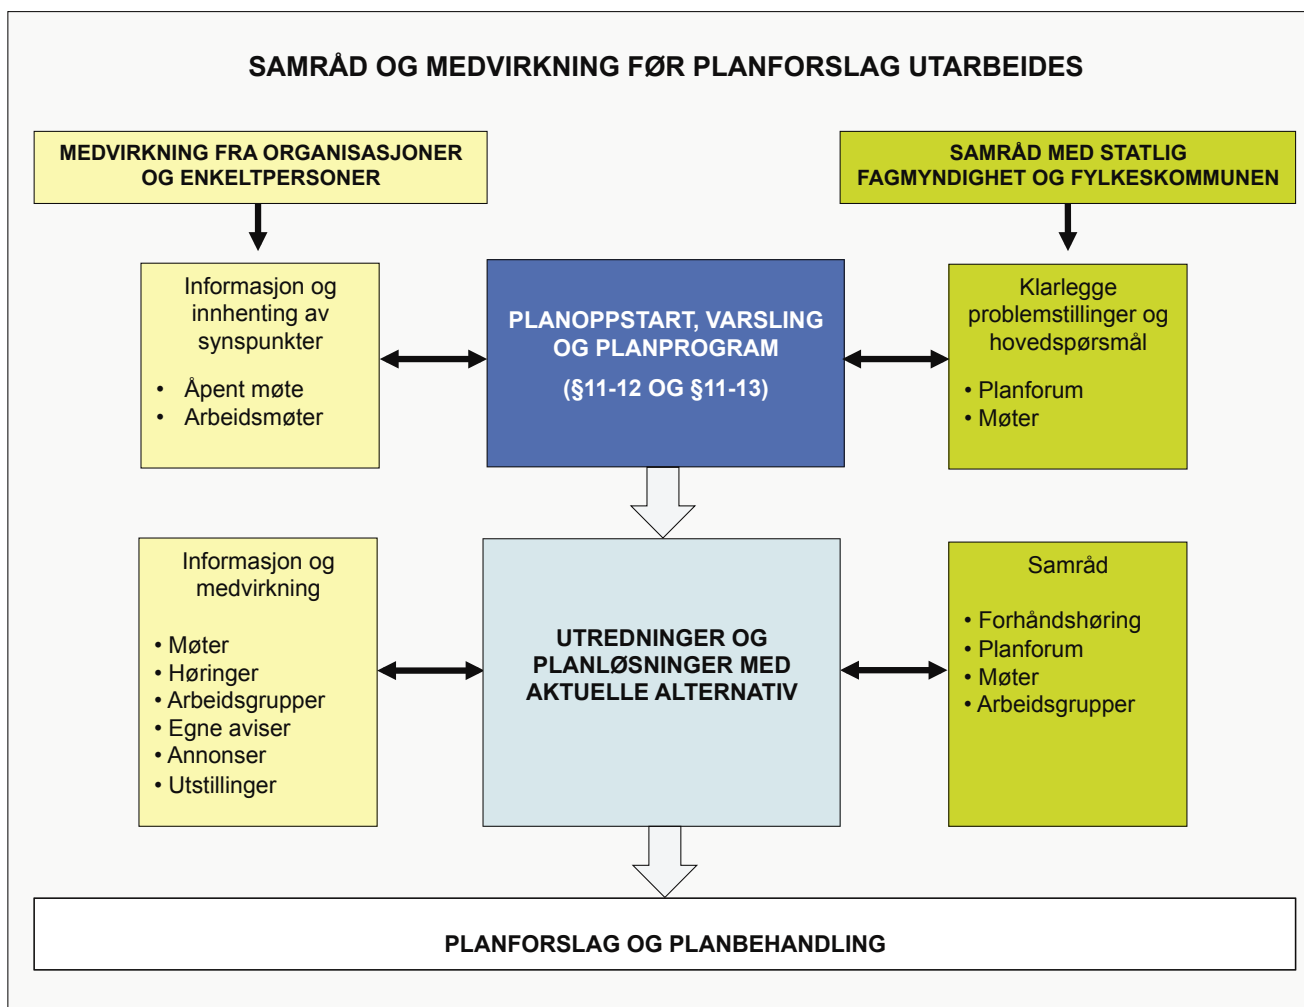 SAMRÅD OG MEDVIRKNING FØR PLANFORSLAG UTARBEIDES
MEDVIRKNING FRA ORGANISASJONER
OG ENKELTPERSONER
SAMRÅD MED STATLIG
FAGMYNDIGHET OG FYLKESKOMMUNEN
Informasjon og
innhenting av
synspunkter
• Åpent møte
• Arbeidsmøter
PLANOPPSTART, VARSLING
OG PLANPROGRAM
(§11-12 OG §11-13)
Klarlegge
problemstillinger og
hovedspørsmål
• Planforum
• Møter
Informasjon og
medvirkning
• Møter
• Høringer
• Arbeidsgrupper
• Egne aviser
• Annonser
• Utstillinger
UTREDNINGER OG
PLANLØSNINGER MED
AKTUELLE ALTERNATIV
Samråd
• Forhåndshøring
• Planforum
• Møter
• Arbeidsgrupper
PLANFORSLAG OG PLANBEHANDLING